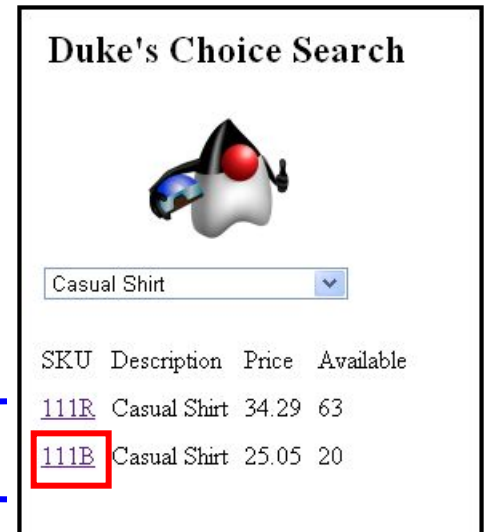 Duke's Choice Search
Casual Shirt
SKU Description Price Available
111R Casual Shirt 34.29 63
111B Casual Shirt 25.05 20